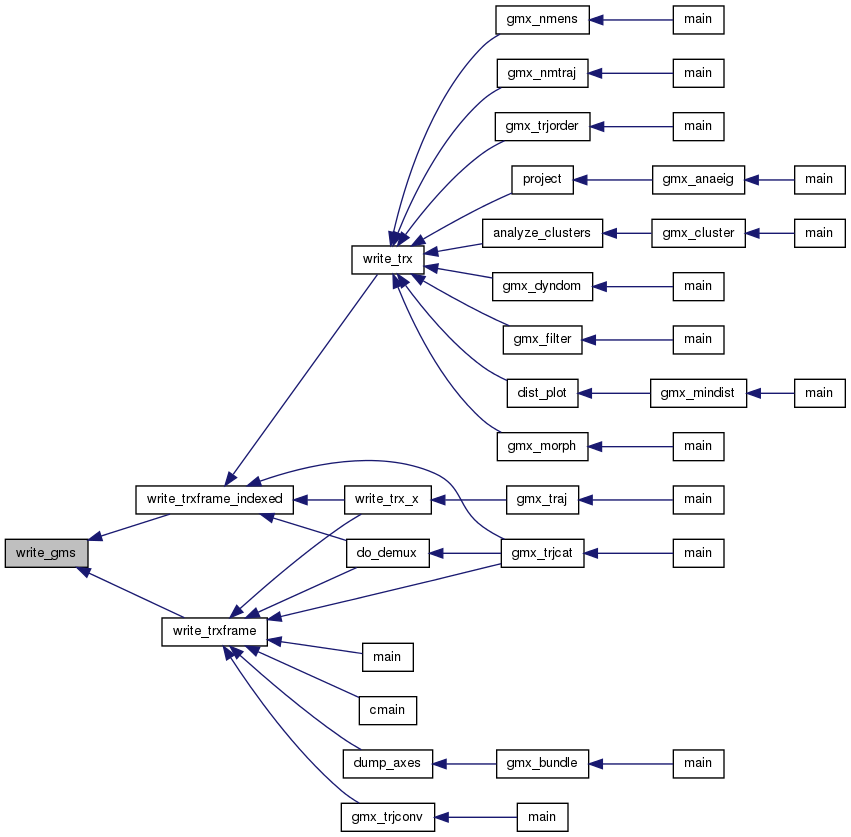 gmx_nmens
main
gmx_nmtraj
main
gmx_trjorder
main
project
gmx_anaeig
main
analyze_clusters
gmx_cluster
main
write_trx
gmx_dyndom
main
gmx_filter
main
dist_plot
gmx_mindist
main
gmx_morph
main
write_trxframe_indexed
write_trx_x
gmx_traj
main
write_gms
do_demux
gmx_trjcat
main
write_trxframe
main
cmain
dump_axes
gmx_bundle
main
gmx_trjconv
main